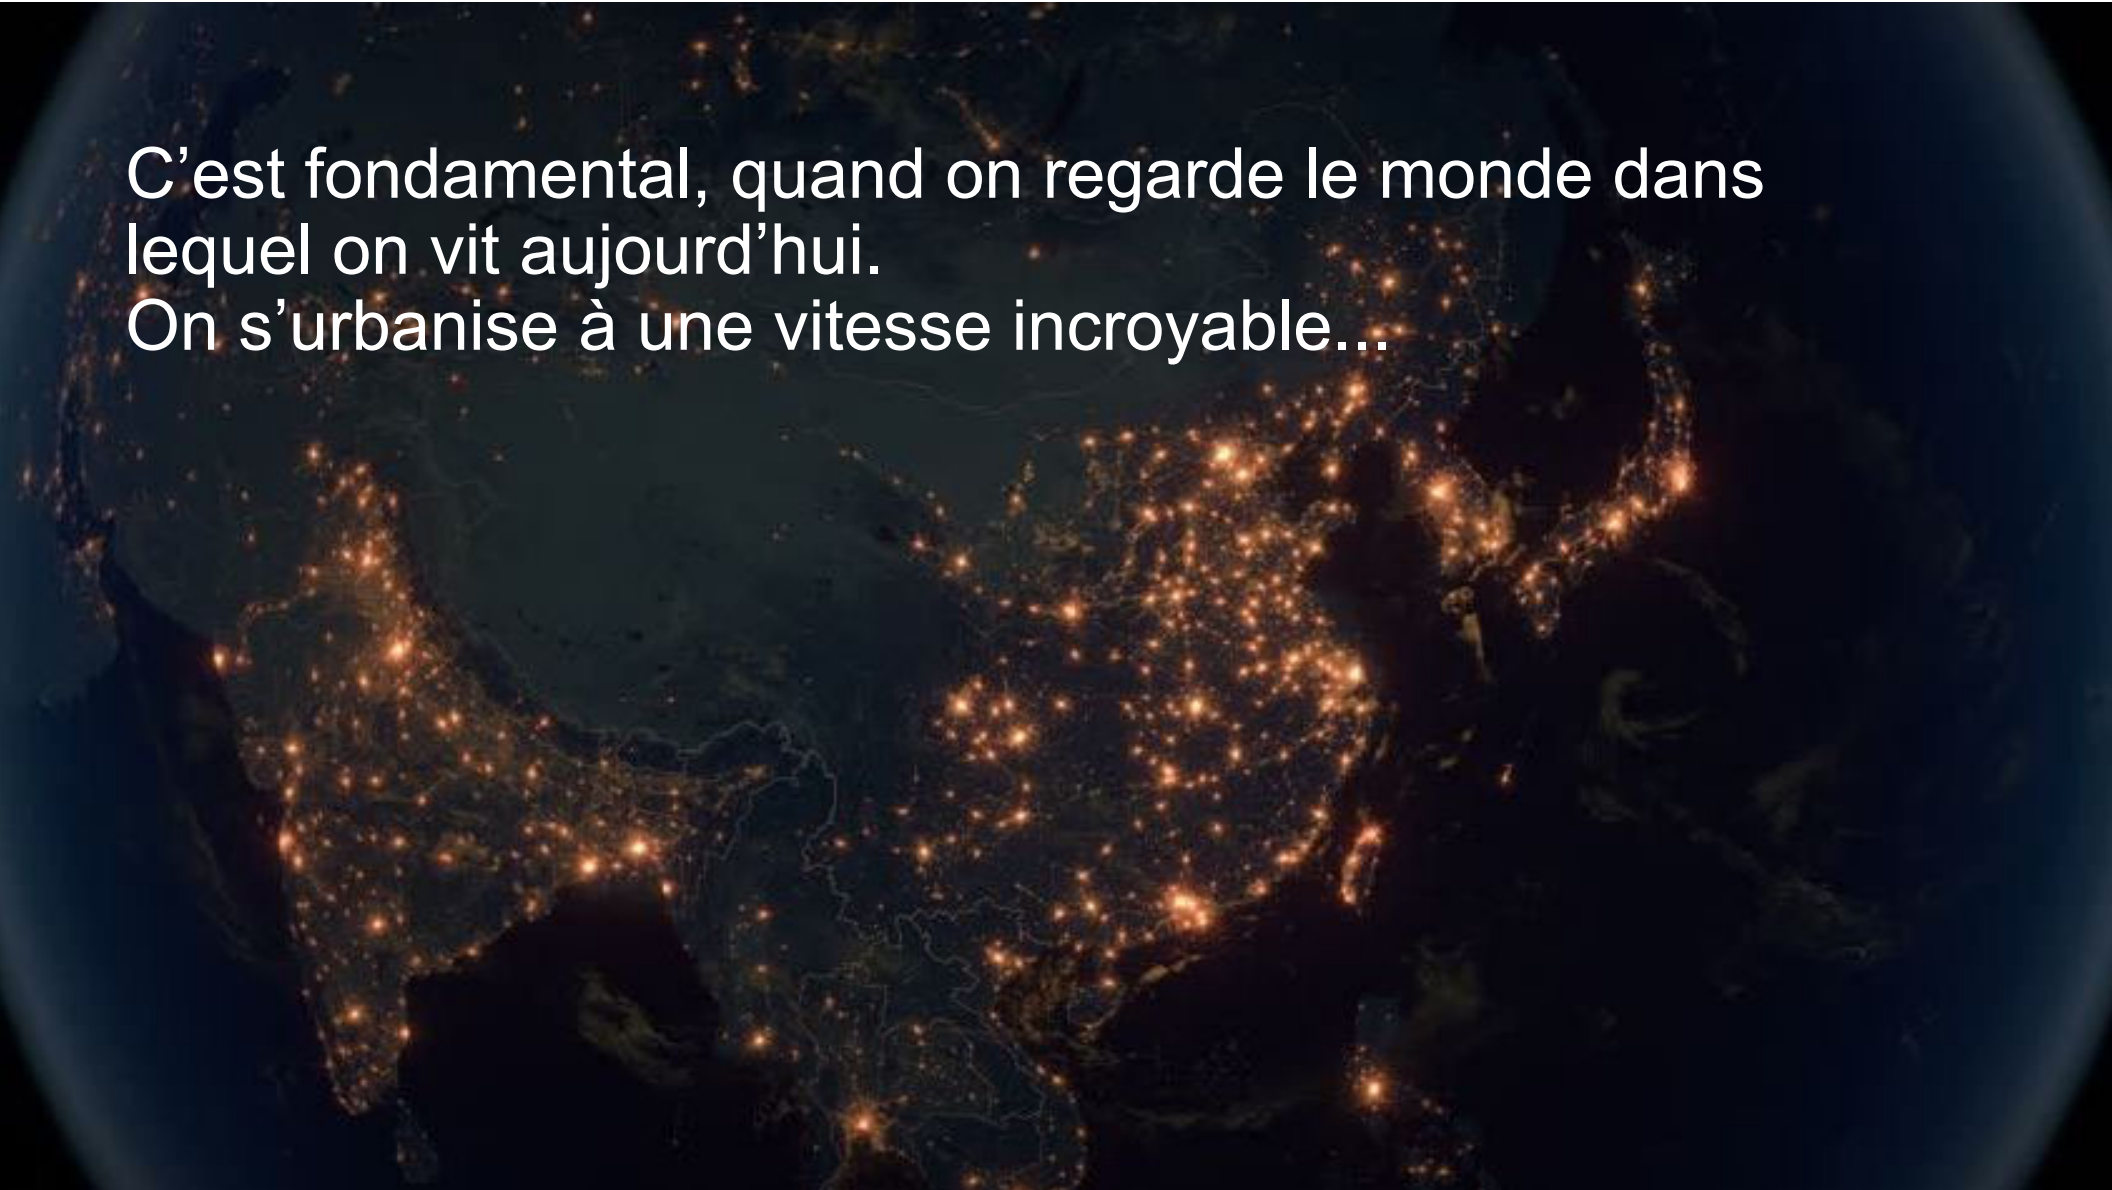 C’est fondamental, quand on regarde le monde dans
lequel on vit aujourd’hui.
On s’urbanise à une vitesse incroyable...